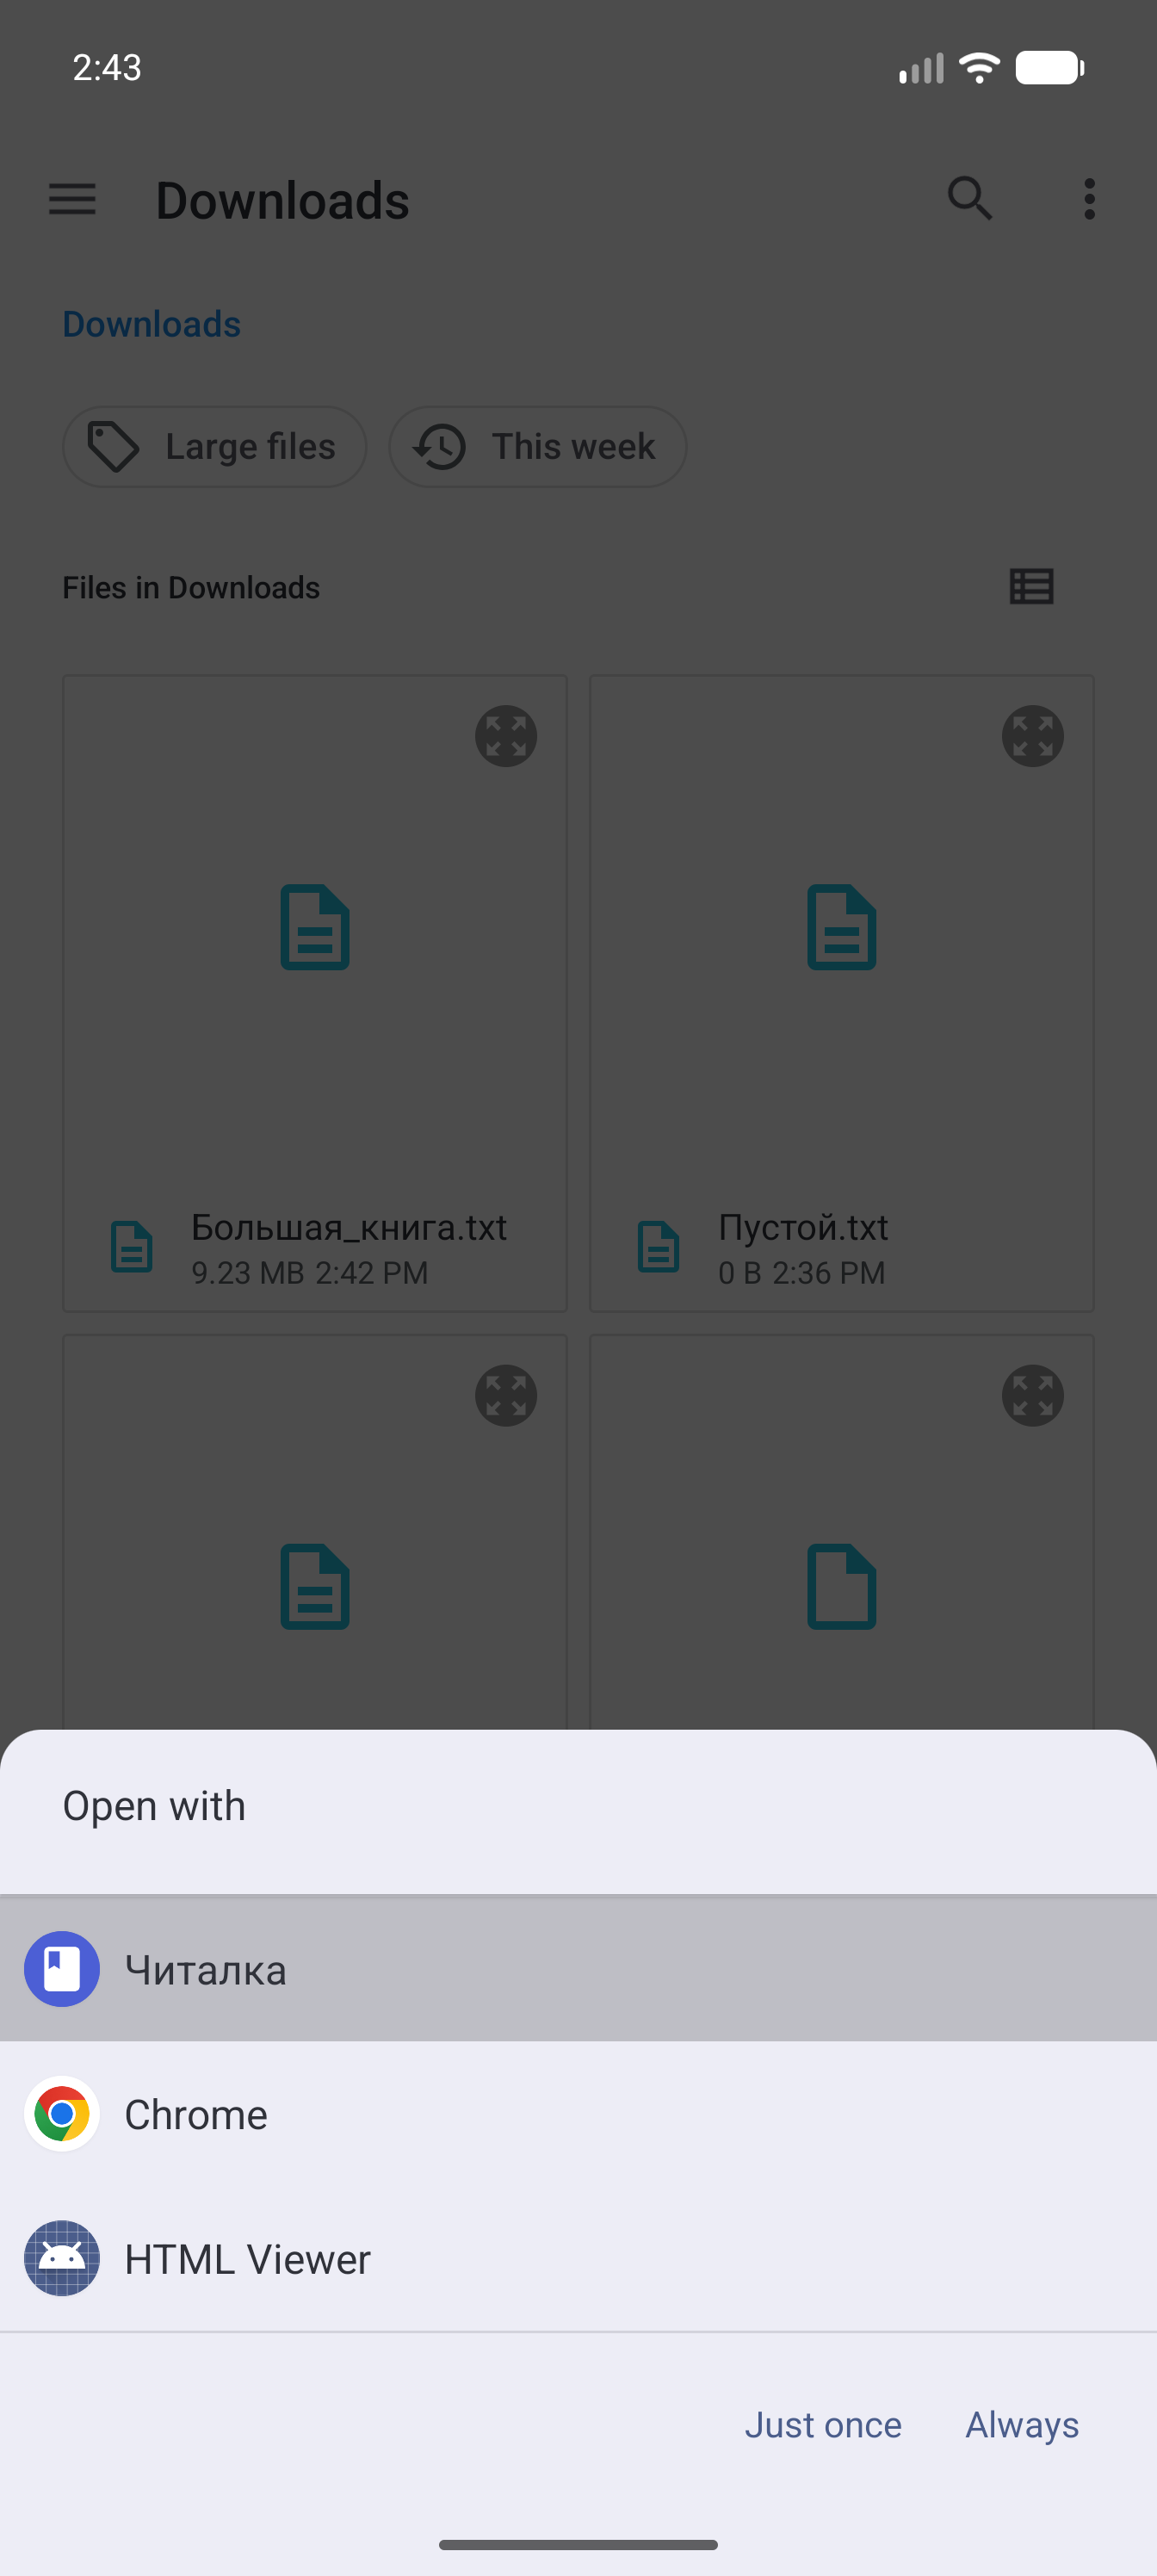 2:43
Downloads
Downloads
Large files
This week
Files in Downloads
Большая_книга.txt
9.23 MB 2:42 PM
Пустой.txt
0 B 2:36 PM
Open with
Читалка
Chrome
HTML Viewer
Just once
Always